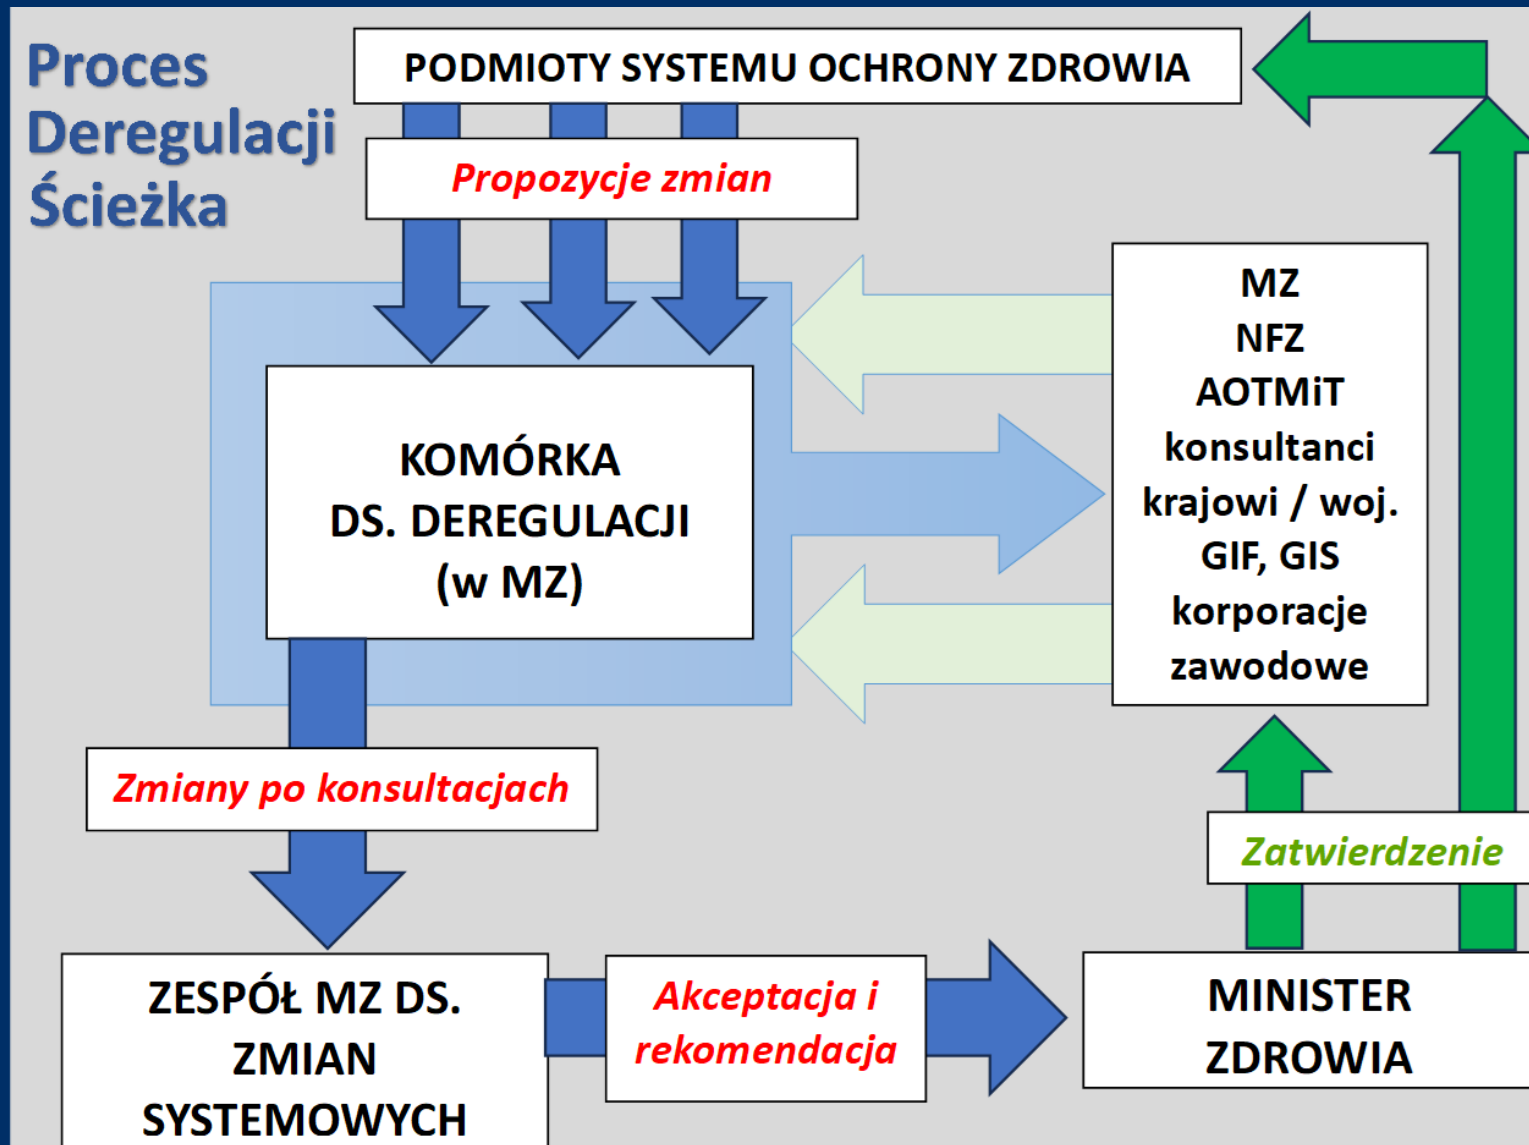 Proces
Deregulacji
Ścieżka
PODMIOTY SYSTEMU OCHRONY ZDROWIA
Propozycje zmian
KOMÓRKA
DS. DEREGULACJI
(w MZ)
MZ
NFZ
AOTMiT
konsultanci
krajowi / woj.
GIF, GIS
korporacje
zawodowe
Zmiany po konsultacjach
Zatwierdzenie
ZESPÓŁ MZ DS.
ZMIAN
SYSTEMOWYCH
Akceptacja i
rekomendacja
MINISTER
ZDROWIA